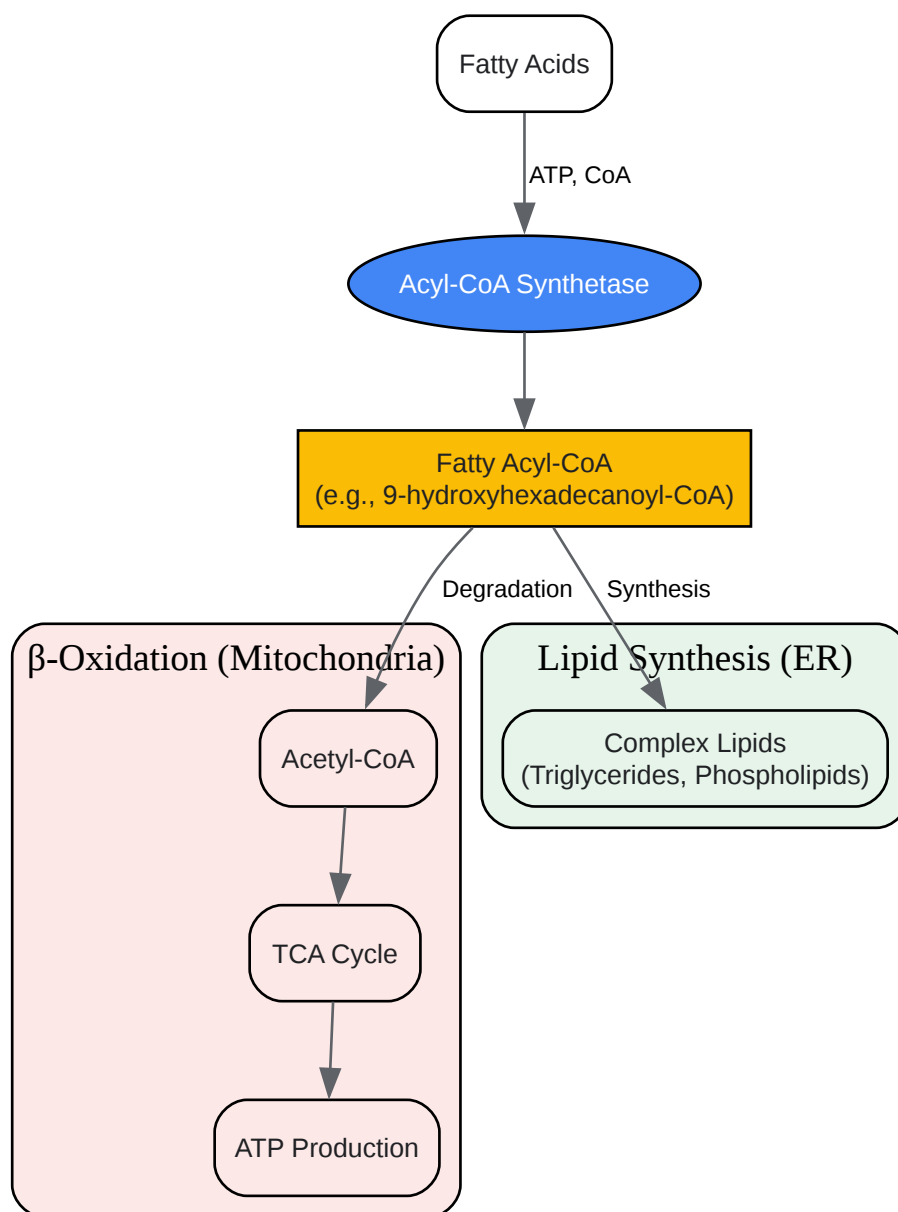 Fatty Acids
ATP, CoA
Acyl-CoA Synthetase
Fatty Acyl-CoA
(e.g., 9-hydroxyhexadecanoyl-CoA)
Degradation
Synthesis
β-Oxidation (Mitochondria)
Acetyl-CoA
TCA Cycle
ATP Production
Lipid Synthesis (ER)
Complex Lipids
(Triglycerides, Phospholipids)